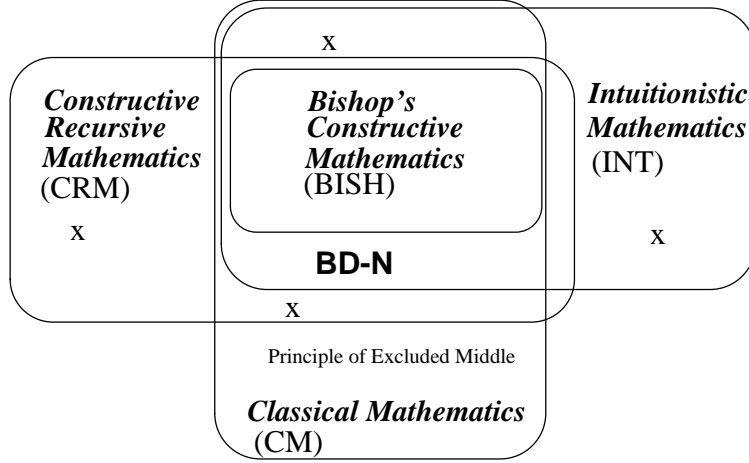 x
Constructive
Recursive
Mathematics
(CRM)
x
Bishop's
Constructive
Mathematics
(BISH)
Intuitionistic
Mathematics
(INT)
x
BD-N
x
Principle of Excluded Middle
Classical Mathematics
(CM)